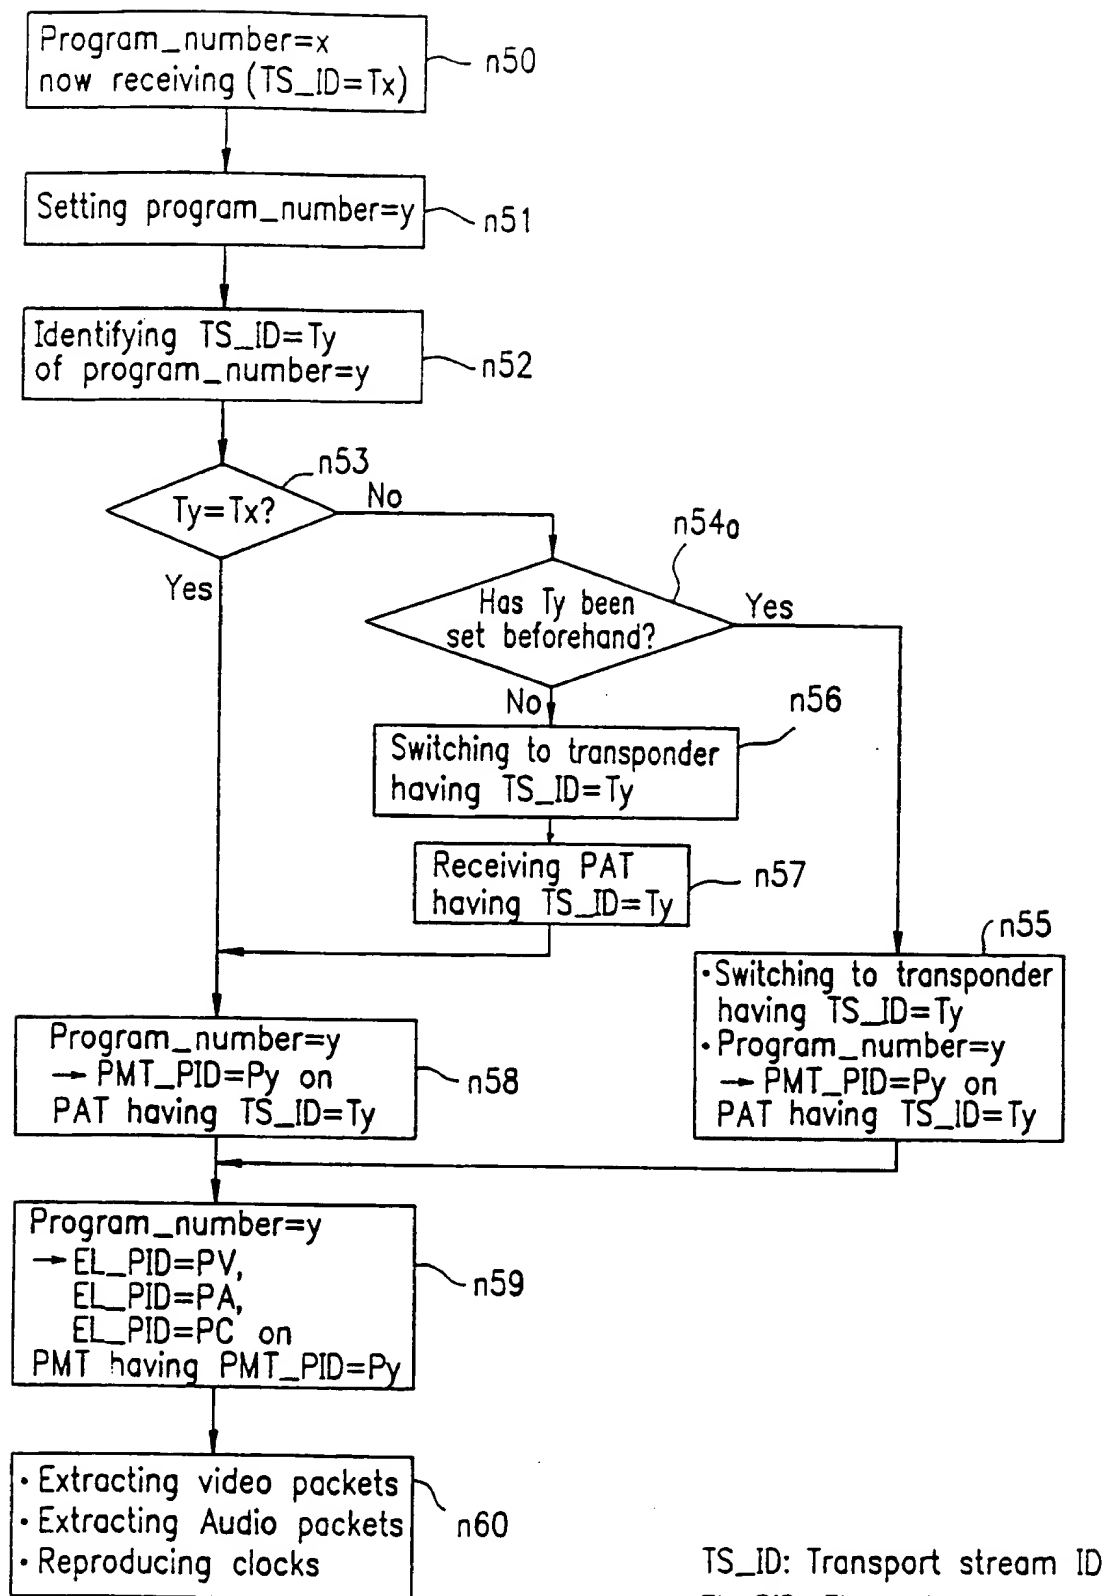 Program_number=x
now receiving (TS_ID=Tx)
n50
Setting program_number=y
n51
Identifying TS_ID=Ty
of program_number=y
n52
n53
Ty=Tx?
No
Yes
n54a
Has Ty been
set beforehand?
Yes
No
n56
Switching to transponder
having TS_ID=Ty
Receiving PAT
having TS_ID=Ty
n57
n55
・Switching to transponder
having TS_ID=Ty
・Program_number=y
→ PMT_PID=Py on
PAT having TS_ID=Ty
Program_number=y
→ PMT_PID=Py on
PAT having TS_ID=Ty
n58
Program_number=y
→ EL_PID=PV,
EL_PID=PA,
EL_PID=PC on
PMT having PMT_PID=Py
n59
・Extracting video packets
・Extracting Audio packets
・Reproducing clocks
n60
TS_ID: Transport stream ID